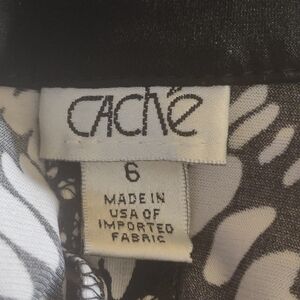 CACHÉ
6
MADE IN
USA OF
IMPORTED
FABRIC